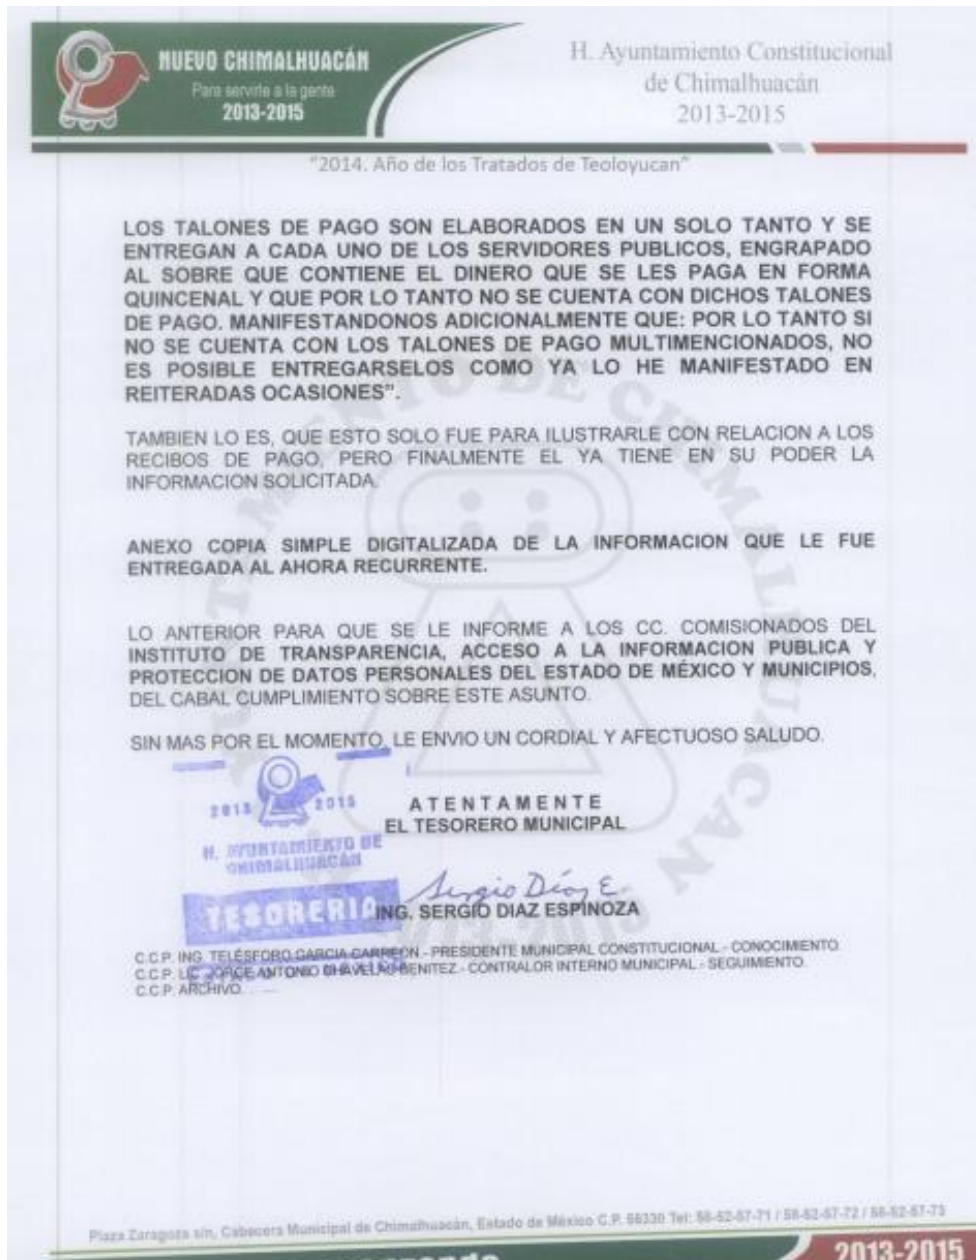 NUEVO CHIMALHUACÁN
Para servirle a la gente
2013-2015
H. Ayuntamiento Constitucional
de Chimalhuacán
2013-2015
"2014. Año de los Tratados de Teoloyucan"
LOS TALONES DE PAGO SON ELABORADOS EN UN SOLO TANTO Y SE
ENTREGAN A CADA UNO DE LOS SERVIDORES PUBLICOS, ENGRAPADO
AL SOBRE QUE CONTIENE EL DINERO QUE SE LES PAGA EN FORMA
QUINCENAL Y QUE POR LO TANTO NO SE CUENTA CON DICHOS TALONES
DE PAGO. MANIFESTANDONOS ADICIONALMENTE QUE: POR LO TANTO SI
NO SE CUENTA CON LOS TALONES DE PAGO MULTIMENCIONADOS, NO
ES POSIBLE ENTREGARSELOS COMO YA LO HE MANIFESTADO EN
REITERADAS OCASIONES".
TAMBIEN LO ES, QUE ESTO SOLO FUE PARA ILUSTRARLE CON RELACION A LOS
RECIBOS DE PAGO, PERO FINALMENTE EL YA TIENE EN SU PODER LA
INFORMACION SOLICITADA.
ANEXO COPIA SIMPLE DIGITALIZADA DE LA INFORMACION QUE LE FUE
ENTREGADA AL AHORA RECURRENTE.
LO ANTERIOR PARA QUE SE LE INFORME A LOS CC. COMISIONADOS DEL
INSTITUTO DE TRANSPARENCIA, ACCESO A LA INFORMACION PUBLICA Y
PROTECCION DE DATOS PERSONALES DEL ESTADO DE MÉXICO Y MUNICIPIOS,
DEL CABAL CUMPLIMIENTO SOBRE ESTE ASUNTO.
SIN MAS POR EL MOMENTO, LE ENVIO UN CORDIAL Y AFECTUOSO SALUDO.
2013 2015
H. AYUNTAMIENTO DE
CHIMALHUACÁN
TESORERIA
A T E N T A M E N T E
EL TESORERO MUNICIPAL
Sergio Díaz E.
ING. SERGIO DIAZ ESPINOZA
C.C.P. ING. TELÉSFORO GARCIA CARREON - PRESIDENTE MUNICIPAL CONSTITUCIONAL - CONOCIMIENTO.
C.C.P. LIC. JORGE ANTONIO BENITEZ.- CONTRALOR INTERNO MUNICIPAL - SEGUIMIENTO.
C.C.P. ARCHIVO.
Plaza Zaragoza s/n, Cabecera Municipal de Chimalhuacán, Estado de México C.P. 56330 Tel: 58-52-57-71 / 58-52-57-72 / 58-52-57-73
2013-2015